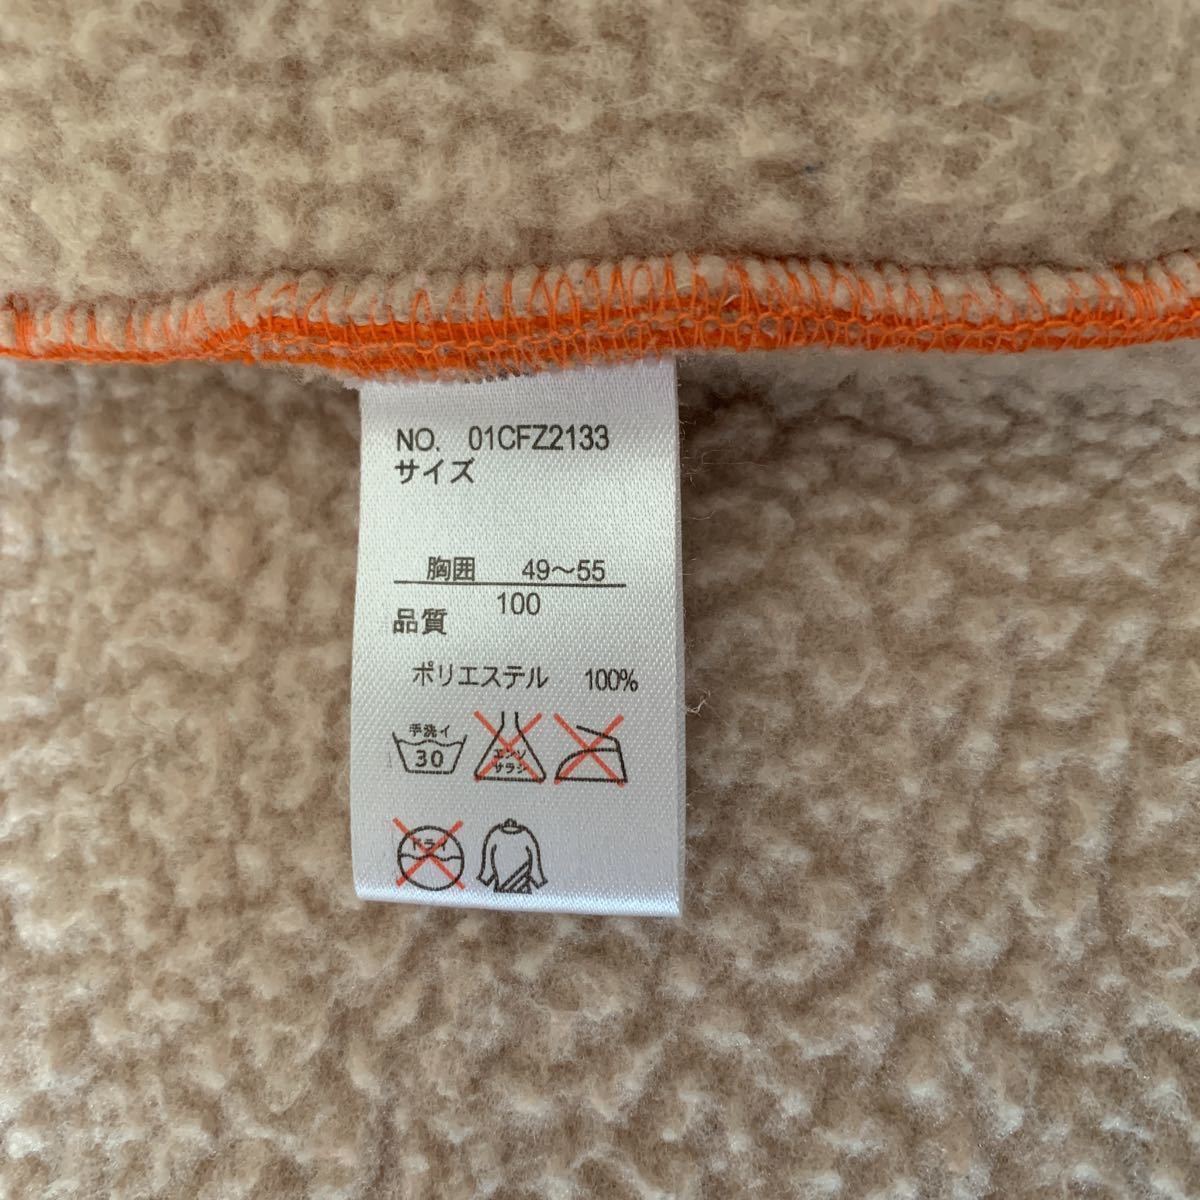 NO. 01CFZ2133
サイズ
胸囲 49〜55
100
品質
ポリエステル 100%
手洗イ
30
エンソ
サラシ
ドライ